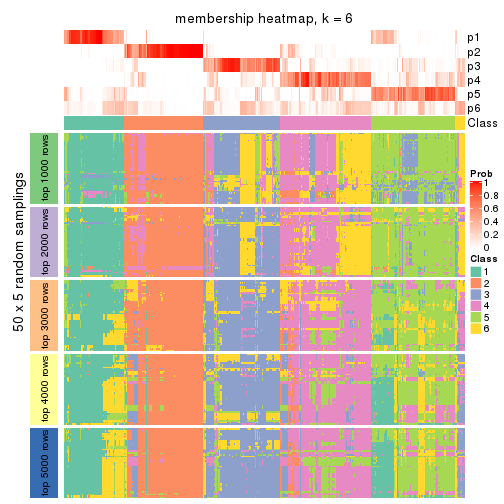 membership heatmap, k = 6
p1
p2
p3
p4
p5
p6
Class
50 x 5 random samplings
top 1000 rows
top 2000 rows
top 3000 rows
top 4000 rows
top 5000 rows
Prob
1
0.8
0.6
0.4
0.2
0
Class
1
2
3
4
5
6